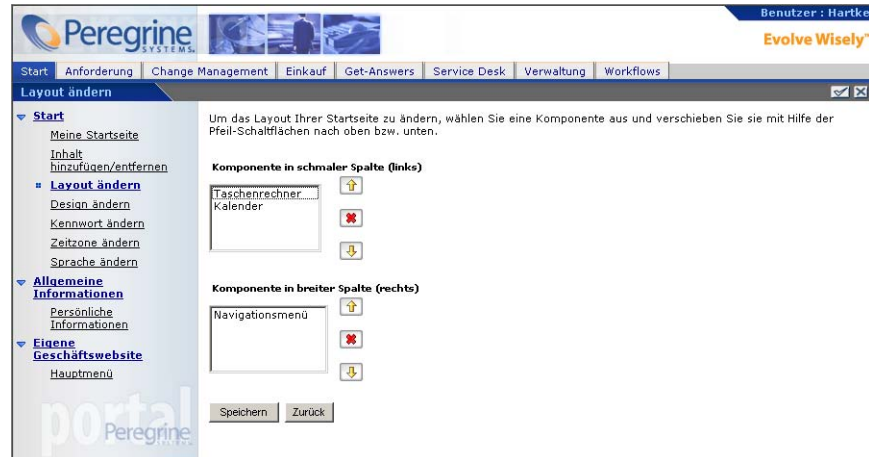 Benutzer : Hartke
Peregrine
SYSTEMS
Evolve Wisely™
Start Anforderung Change Management Einkauf Get-Answers Service Desk Verwaltung Workflows
Layout ändern
Start
Meine Startseite
Inhalt
hinzufügen/entfernen
Layout ändern
Design ändern
Kennwort ändern
Zeitzone ändern
Sprache ändern
Allgemeine
Informationen
Persönliche
Informationen
Eigene
Geschäftswebsite
Hauptmenü
portal
Peregrine
SYSTEMS
Um das Layout Ihrer Startseite zu ändern, wählen Sie eine Komponente aus und verschieben Sie sie mit Hilfe der
Pfeil-Schaltflächen nach oben bzw. unten.
Komponente in schmaler Spalte (links)
Taschenrechner
Kalender
Komponente in breiter Spalte (rechts)
Navigationsmenü
Speichern Zurück